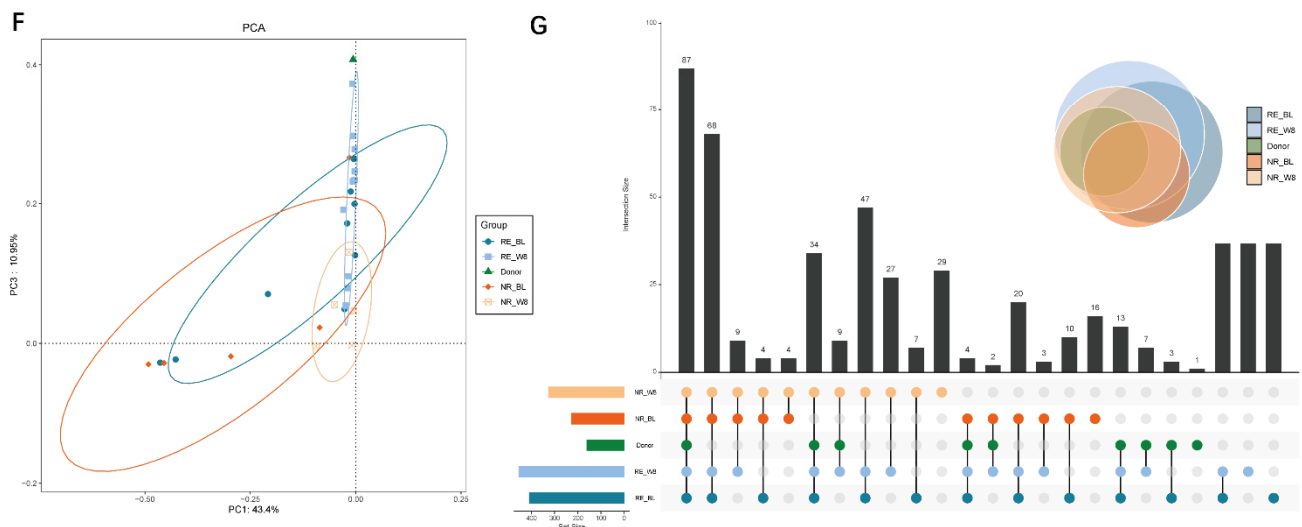 F
PCA
0.4
0.2
0.0
−0.2
−0.50
−0.25
0.00
0.25
PC3 : 10.95%
PC1: 43.4%
Group
RE_BL
RE_W8
Donor
NR_BL
NR_W8
G
100
75
50
25
0
Intersection Size
87
68
9
4
4
34
9
47
27
7
29
4
2
20
3
10
16
13
7
3
1
RE_BL
RE_W8
Donor
NR_BL
NR_W8
NR_W8
NR_BL
Donor
RE_W8
RE_BL
400 300 200 100 0
Set Size